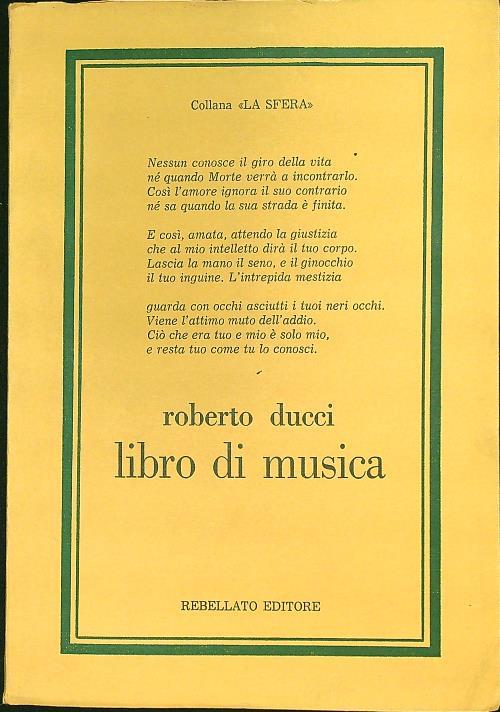 Collana «LA SFERA»
Nessun conosce il giro della vita
né quando Morte verrà a incontrarlo.
Così l'amore ignora il suo contrario
né sa quando la sua strada è finita.
E così, amata, attendo la giustizia
che al mio intelletto dirà il tuo corpo.
Lascia la mano il seno, e il ginocchio
il tuo inguine. L'intrepida mestizia
guarda con occhi asciutti i tuoi neri occhi.
Viene l'attimo muto dell'addio.
Ciò che era tuo e mio è solo mio,
e resta tuo come tu lo conosci.
roberto ducci
libro di musica
REBELLATO EDITORE